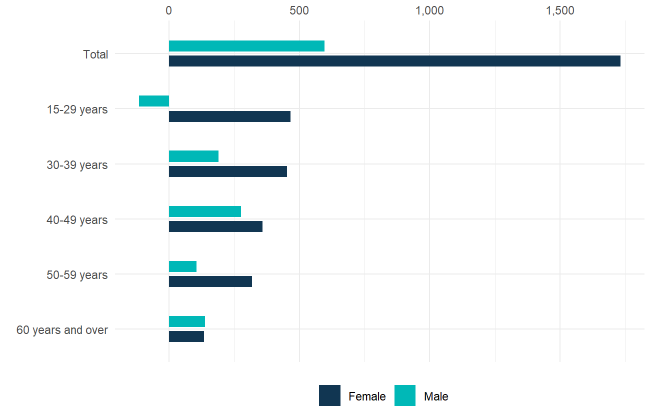 0 500 1,000 1,500
Total
15-29 years
30-39 years
40-49 years
50-59 years
60 years and over
Female Male